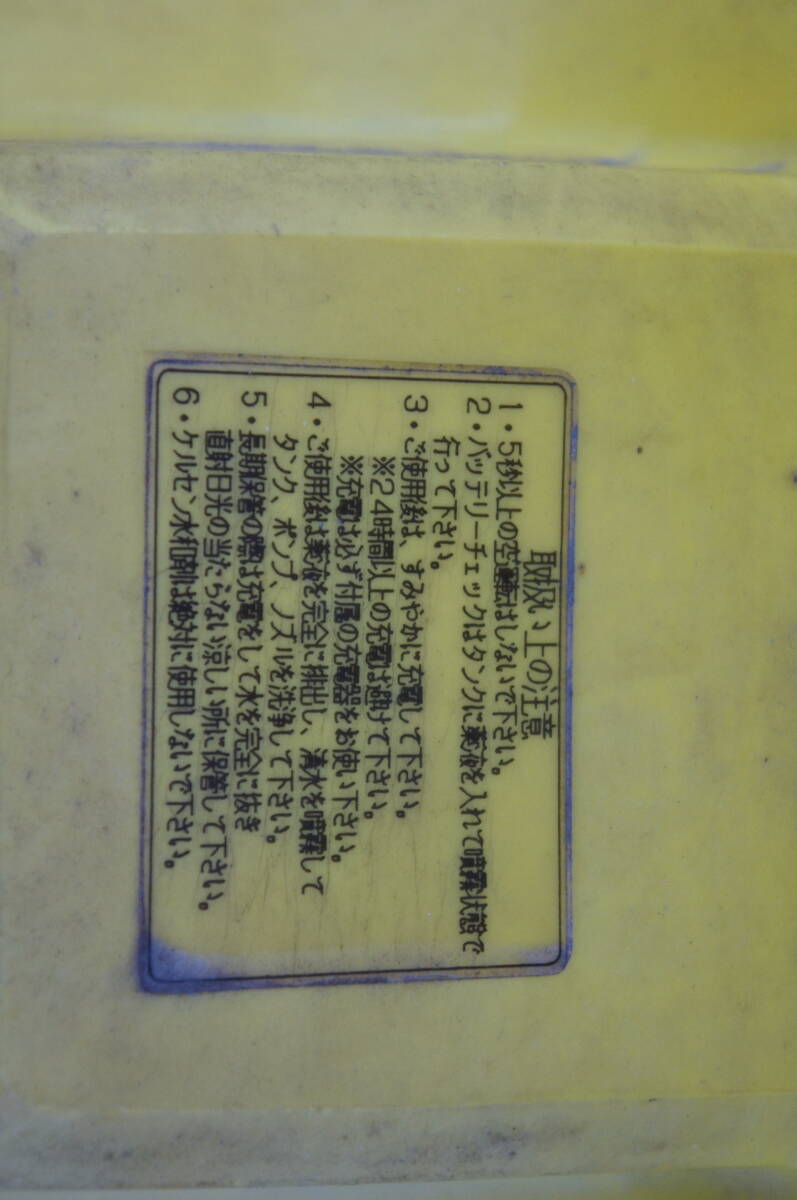 取扱い上の注意
1・5秒以上の空運転はしないで下さい。
2・バッテリーチェックはタンクに薬液を入れて噴霧状態で
行って下さい。
3・ご使用後は、すみやかに充電して下さい。
※24時間以上の充電は避けて下さい。
※充電は必ず付属の充電器をお使い下さい。
4・ご使用後は薬液を完全に排出し、清水を噴霧して
タンク、ポンプ、ノズルを洗浄して下さい。
5・長期保管の際は充電をして水を完全に抜き
直射日光の当たらない涼しい所に保管して下さい。
6・ケルセン水和剤は絶対に使用しないで下さい。